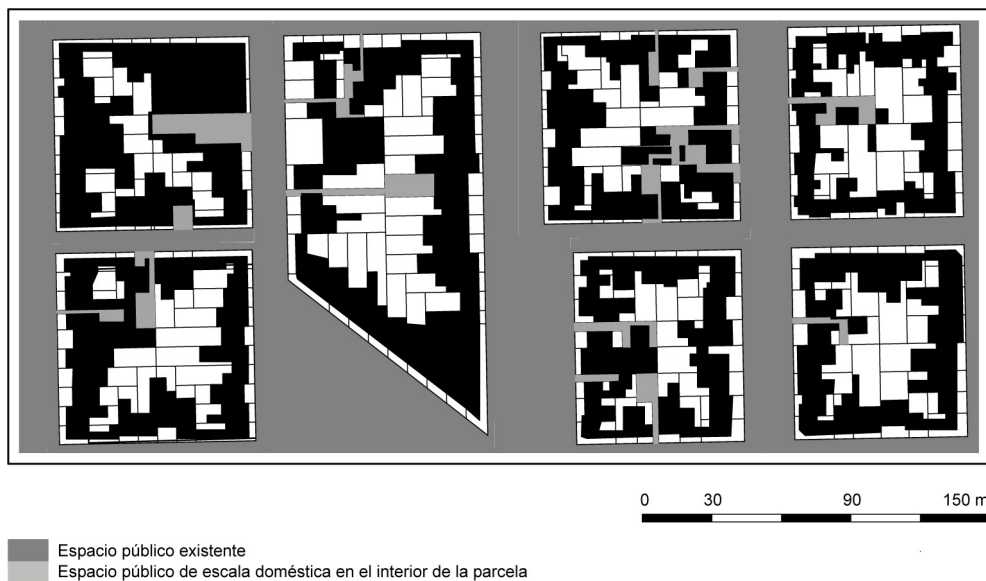 0 30 90 150 m
Espacio público existente
Espacio público de escala doméstica en el interior de la parcela